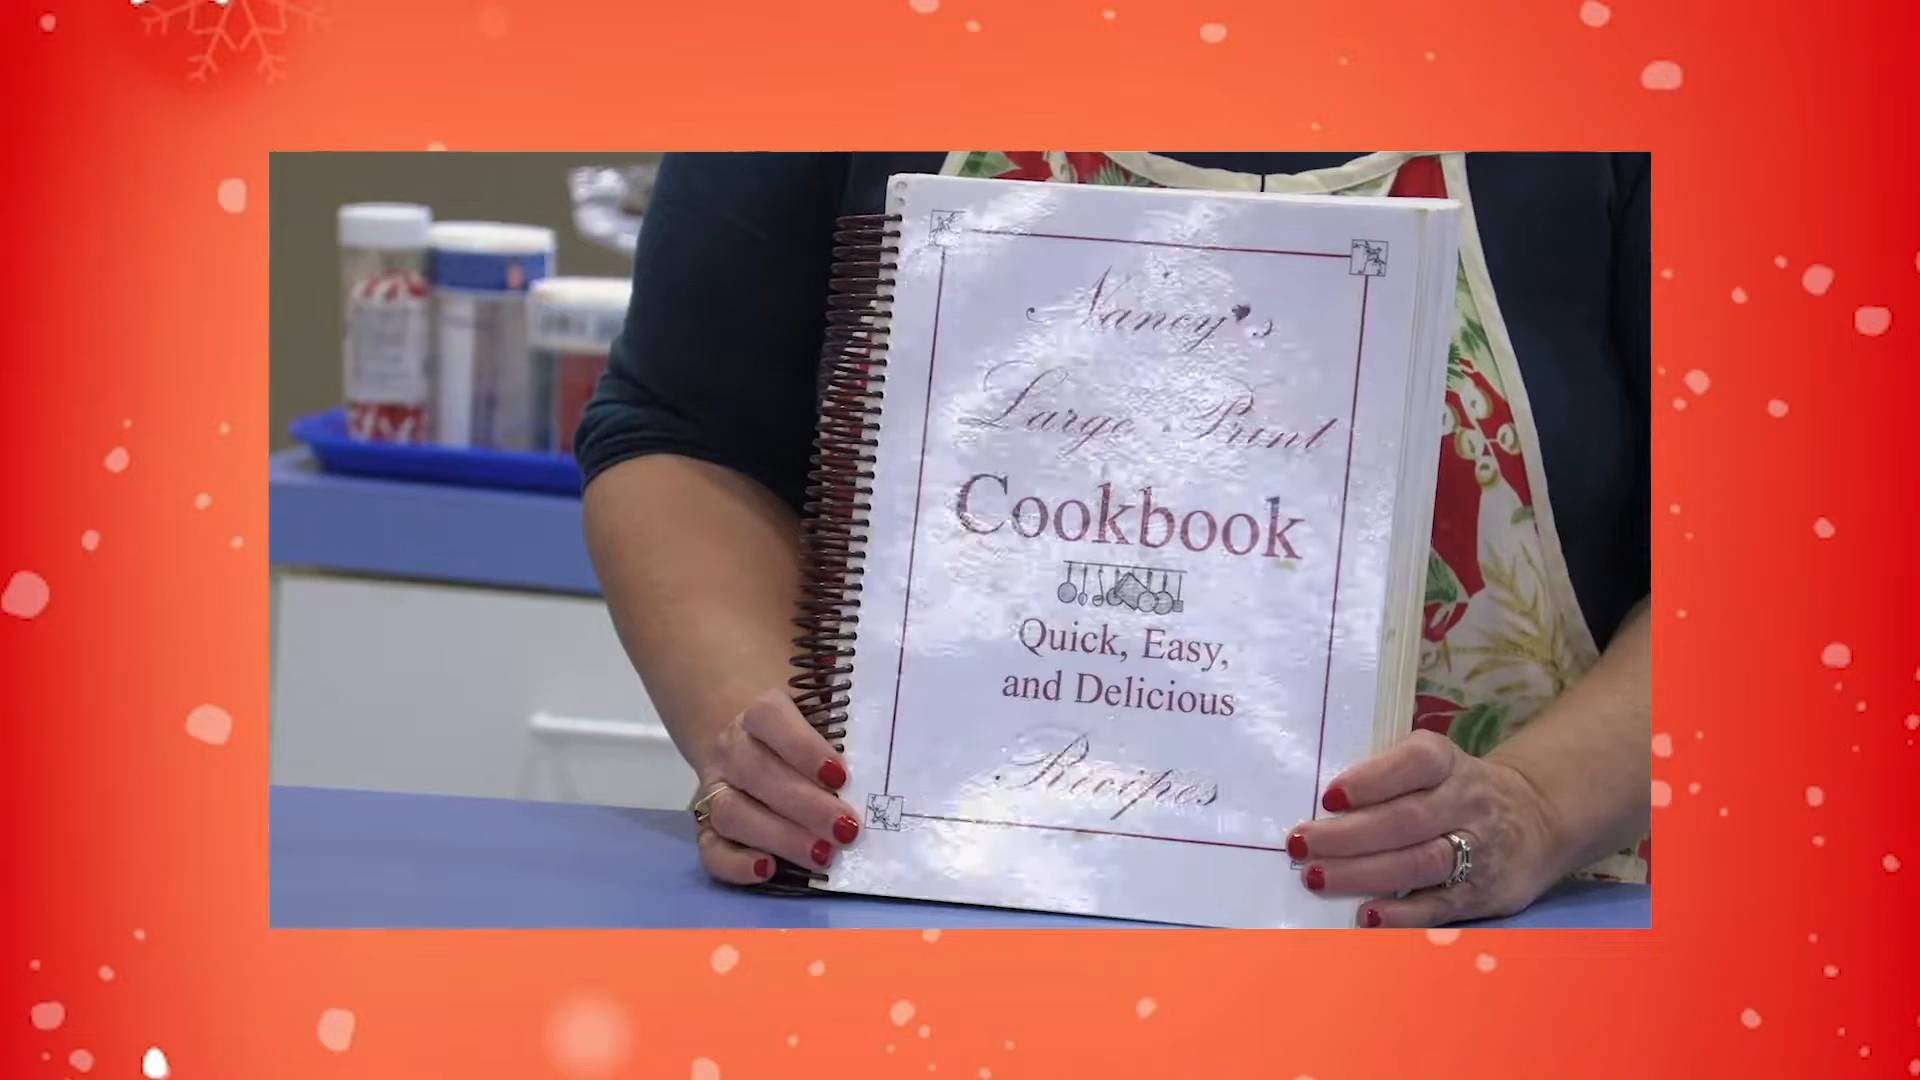 Nancy's
Large Print
Cookbook
Quick, Easy,
and Delicious
Recipes